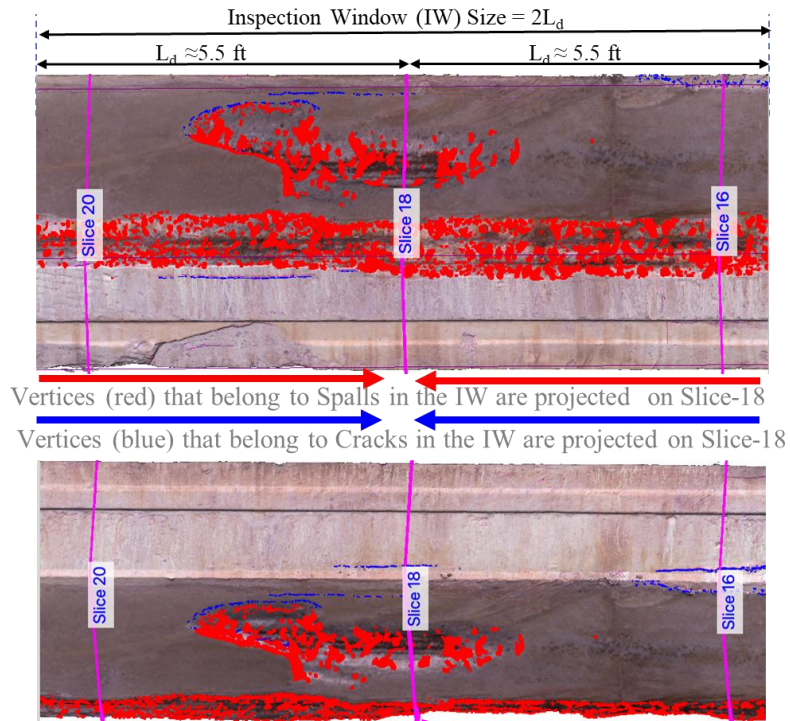 Inspection Window (IW) Size = 2Ld
Ld ≈5.5 ft
Ld ≈ 5.5 ft
Slice 20
Slice 18
Slice 16
Vertices (red) that belong to Spalls in the IW are projected on Slice-18
Vertices (blue) that belong to Cracks in the IW are projected on Slice-18
Slice 20
Slice 18
Slice 16